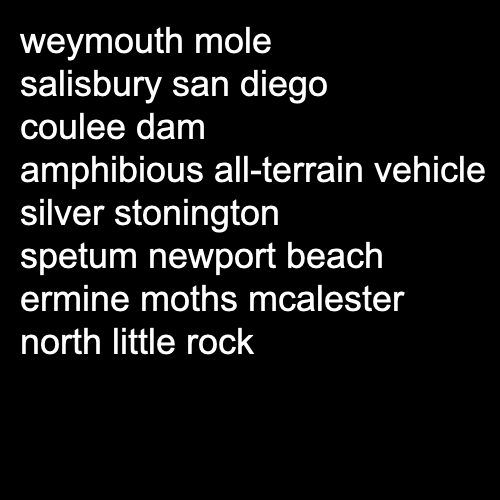 weymouth mole
salisbury san diego
coulee dam
amphibious all-terrain vehicle
silver stonington
spetum newport beach
ermine moths mcalester
north little rock